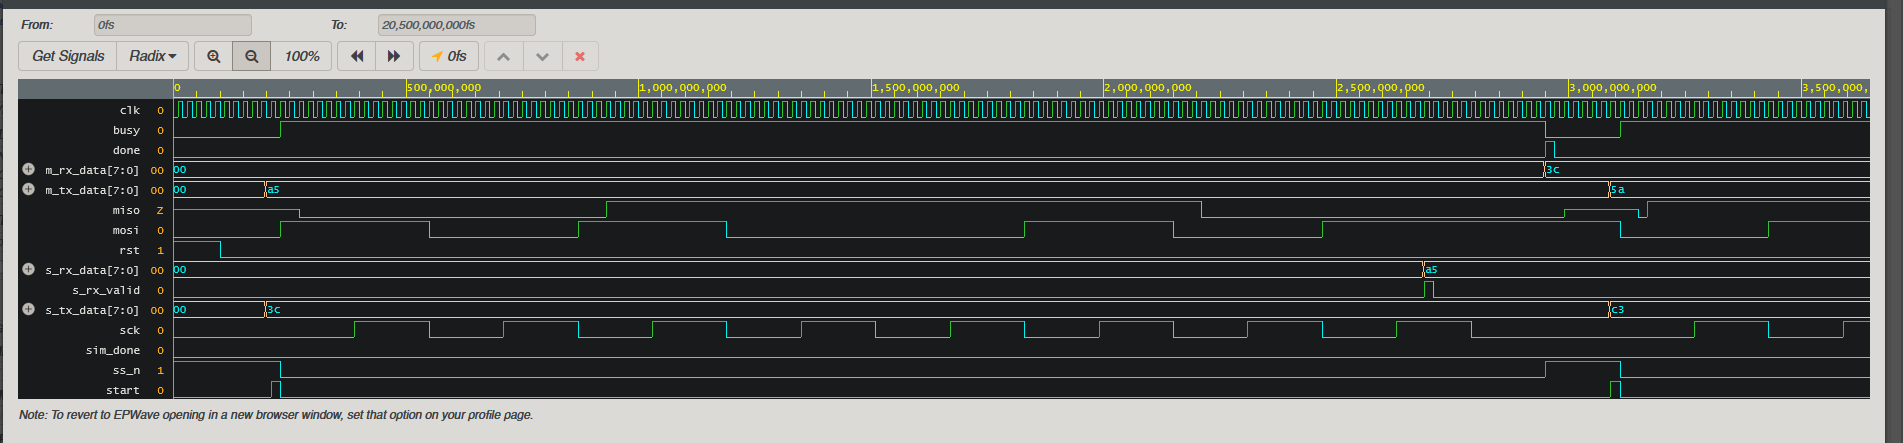 From: 0fs To: 20,500,000,000fs
Get Signals Radix 100% 0fs
0 500,000,000 1,000,000,000 1,500,000,000 2,000,000,000 2,500,000,000 3,000,000,000 3,500,000,
clk 0
busy 0
done 0
m_rx_data[7:0] 00 00 3c
m_tx_data[7:0] 00 00 a5 5a
miso Z
mosi 0
rst 1
s_rx_data[7:0] 00 00 a5
s_rx_valid 0
s_tx_data[7:0] 00 00 3c c3
sck 0
sim_done 0
ss_n 1
start 0
Note: To revert to EPWave opening in a new browser window, set that option on your profile page.